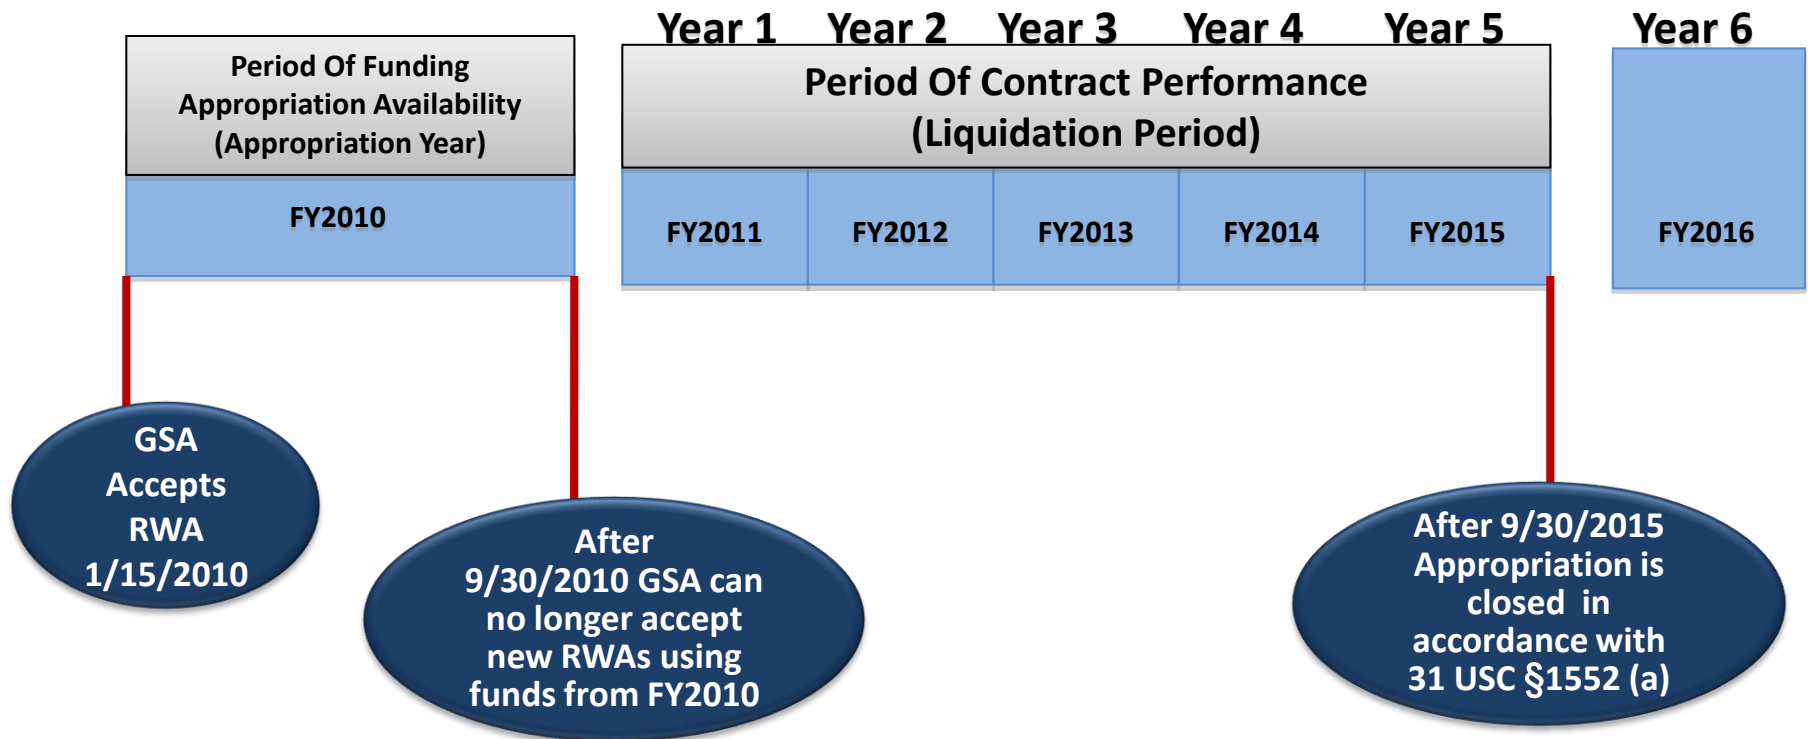 Year 1 Year 2 Year 3 Year 4 Year 5 Year 6
Period Of Funding
Appropriation Availability
(Appropriation Year)
Period Of Contract Performance
(Liquidation Period)
FY2010
FY2011 FY2012 FY2013 FY2014 FY2015 FY2016
GSA
Accepts
RWA
1/15/2010
After
9/30/2010 GSA can
no longer accept
new RWAs using
funds from FY2010
After 9/30/2015
Appropriation is
closed in
accordance with
31 USC §1552 (a)